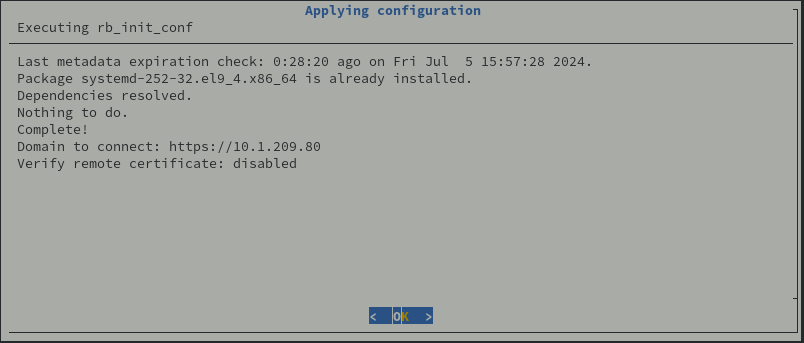 Applying configuration
Executing rb_init_conf
Last metadata expiration check: 0:28:20 ago on Fri Jul  5 15:57:28 2024.
Package systemd-252-32.el9_4.x86_64 is already installed.
Dependencies resolved.
Nothing to do.
Complete!
Domain to connect: https://10.1.209.80
Verify remote certificate: disabled
<  OK  >